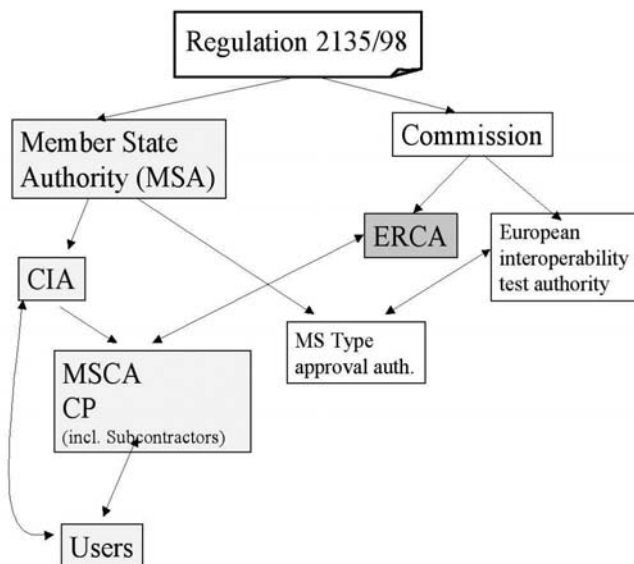 Regulation 2135/98
Member State
Authority (MSA)
Commission
ERCA
European
interoperability
test authority
CIA
MS Type
approval auth.
MSCA
CP
(incl. Subcontractors)
Users